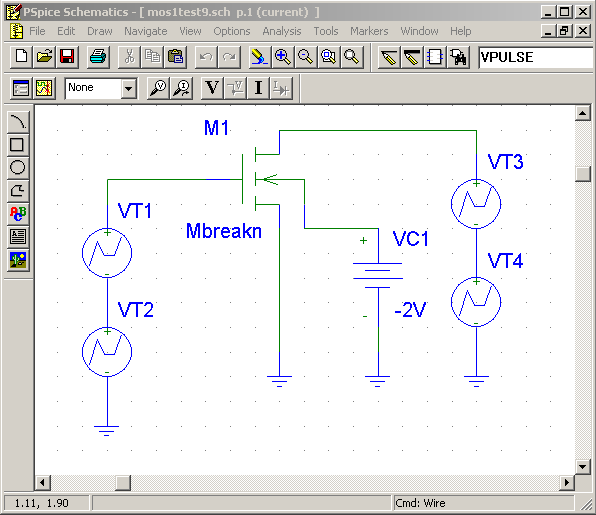 PSpice Schematics - [ mos1test9.sch p.1 (current) ]
File Edit Draw Navigate View Options Analysis Tools Markers Window Help
VPULSE
None
V I V I
M1
VT3
VT1
Mbreakn
+
VC1
VT4
VT2
-2V
-
1.11, 1.90
Cmd: Wire